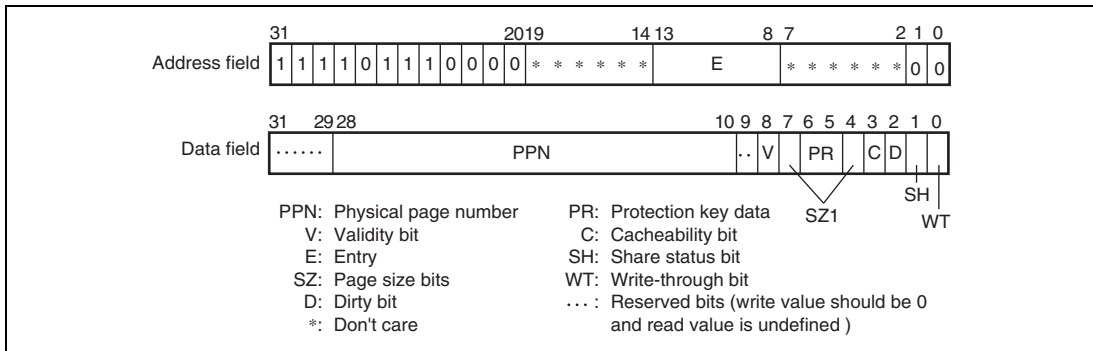 31 2019 14 13 8 7 2 1 0
Address field 1 1 1 1 0 1 1 1 0 0 0 0 * * * * * * E * * * * * * 0 0
31 29 28 10 9 8 7 6 5 4 3 2 1 0
Data field ...... PPN .. V PR C D
SZ1 SH WT
PPN: Physical page number PR: Protection key data
V: Validity bit C: Cacheability bit
E: Entry SH: Share status bit
SZ: Page size bits WT: Write-through bit
D: Dirty bit ... : Reserved bits (write value should be 0
*: Don't care and read value is undefined )